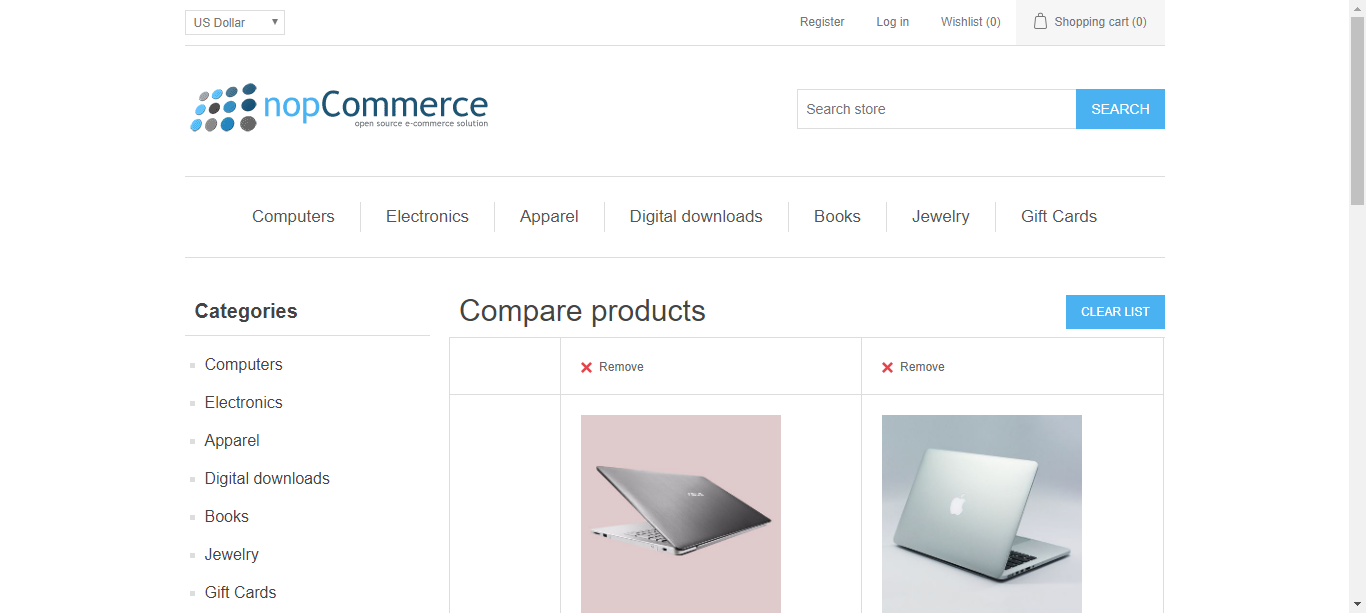 US Dollar
Register
Log in
Wishlist (0)
Shopping cart (0)
nopCommerce
open source e-commerce solution
Search store
SEARCH
Computers
Electronics
Apparel
Digital downloads
Books
Jewelry
Gift Cards
Categories
Computers
Electronics
Apparel
Digital downloads
Books
Jewelry
Gift Cards
Compare products
CLEAR LIST
Remove
Remove